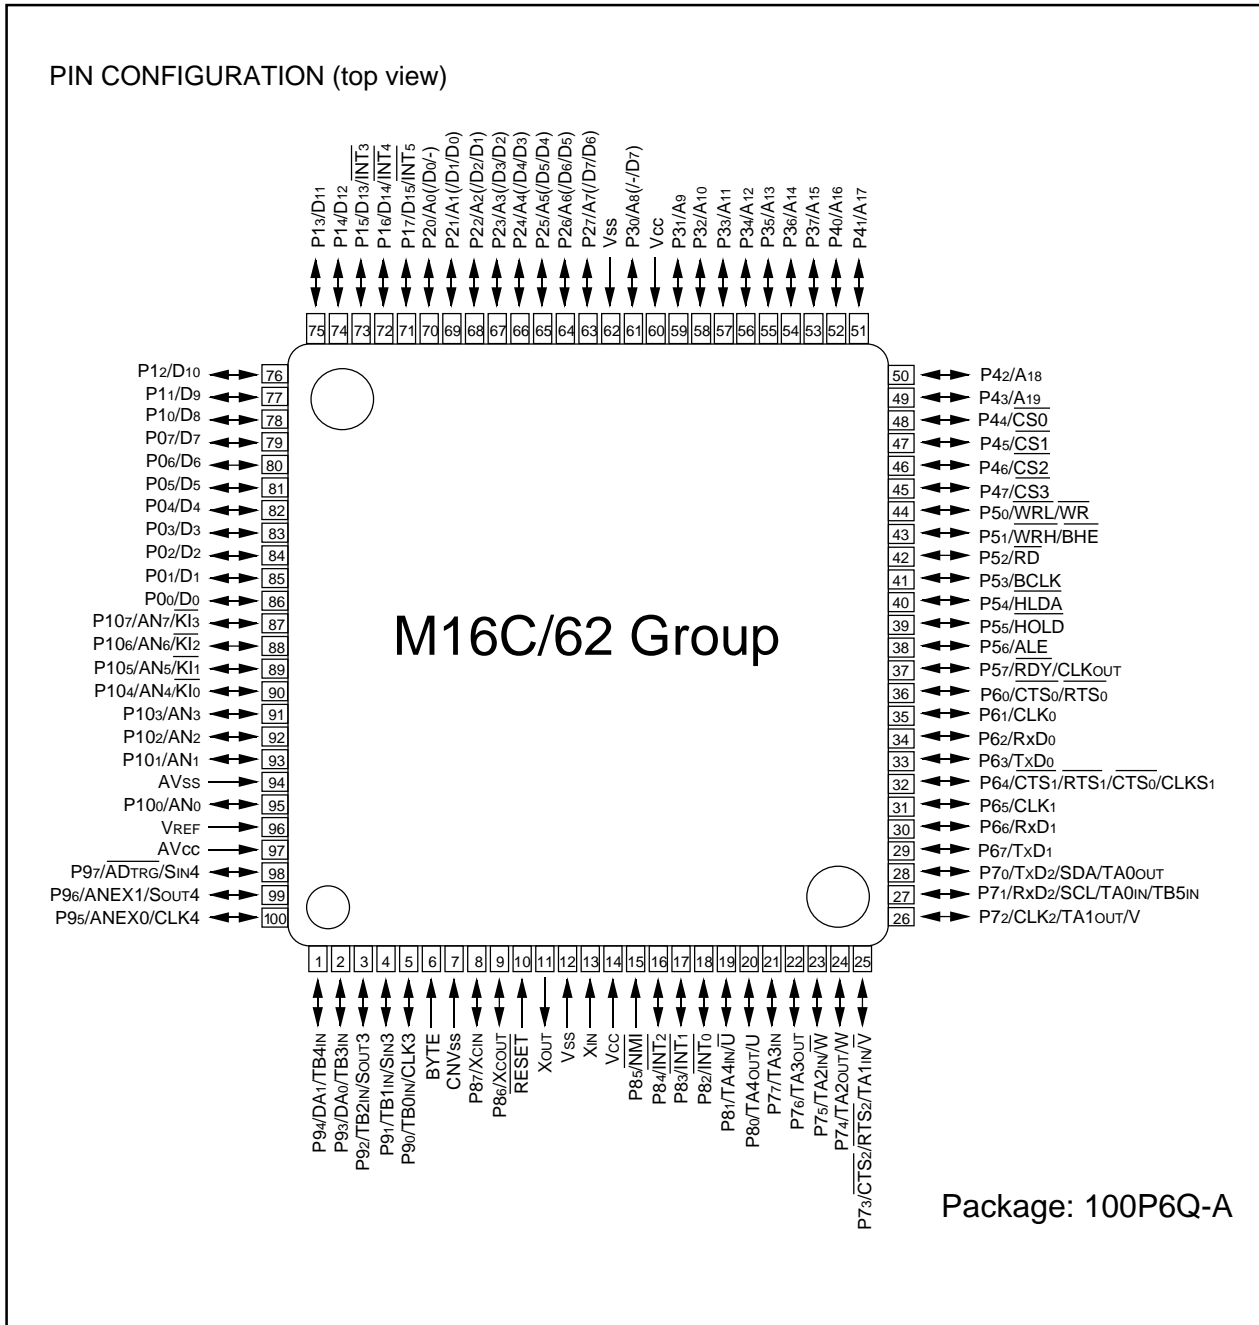 PIN CONFIGURATION (top view)
P13/D11
P14/D12
P15/D13/INT3
P16/D14/INT4
P17/D15/INT5
P20/A0(/D0/-)
P21/A1(/D1/D0)
P22/A2(/D2/D1)
P23/A3(/D3/D2)
P24/A4(/D4/D3)
P25/A5(/D5/D4)
P26/A6(/D6/D5)
P27/A7(/D7/D6)
Vss
P30/A8(/-/D7)
Vcc
P31/A9
P32/A10
P33/A11
P34/A12
P35/A13
P36/A14
P37/A15
P40/A16
P41/A17
75 74 73 72 71 70 69 68 67 66 65 64 63 62 61 60 59 58 57 56 55 54 53 52 51
P12/D10 76
P11/D9 77
P10/D8 78
P07/D7 79
P06/D6 80
P05/D5 81
P04/D4 82
P03/D3 83
P02/D2 84
P01/D1 85
P00/D0 86
P107/AN7/KI3 87
P106/AN6/KI2 88
P105/AN5/KI1 89
P104/AN4/KI0 90
P103/AN3 91
P102/AN2 92
P101/AN1 93
AVss 94
P100/AN0 95
VREF 96
AVcc 97
P97/ADTRG/SIN4 98
P96/ANEX1/SOUT4 99
P95/ANEX0/CLK4 100
M16C/62 Group
50 P42/A18
49 P43/A19
48 P44/CS0
47 P45/CS1
46 P46/CS2
45 P47/CS3
44 P50/WRL/WR
43 P51/WRH/BHE
42 P52/RD
41 P53/BCLK
40 P54/HLDA
39 P55/HOLD
38 P56/ALE
37 P57/RDY/CLKOUT
36 P60/CTS0/RTS0
35 P61/CLK0
34 P62/RxD0
33 P63/TXD0
32 P64/CTS1/RTS1/CTS0/CLKS1
31 P65/CLK1
30 P66/RxD1
29 P67/TXD1
28 P70/TXD2/SDA/TA0OUT
27 P71/RxD2/SCL/TA0IN/TB5IN
26 P72/CLK2/TA1OUT/V
1 2 3 4 5 6 7 8 9 10 11 12 13 14 15 16 17 18 19 20 21 22 23 24 25
P94/DA1/TB4IN
P93/DA0/TB3IN
P92/TB2IN/SOUT3
P91/TB1IN/SIN3
P90/TB0IN/CLK3
BYTE
CNVss
P87/XCIN
P86/XCOUT
RESET
XOUT
Vss
XIN
Vcc
P85/NMI
P84/INT2
P83/INT1
P82/INT0
P81/TA4IN/U
P80/TA4OUT/U
P77/TA3IN
P76/TA3OUT
P75/TA2IN/W
P74/TA2OUT/W
P73/CTS2/RTS2/TA1IN/V
Package: 100P6Q-A